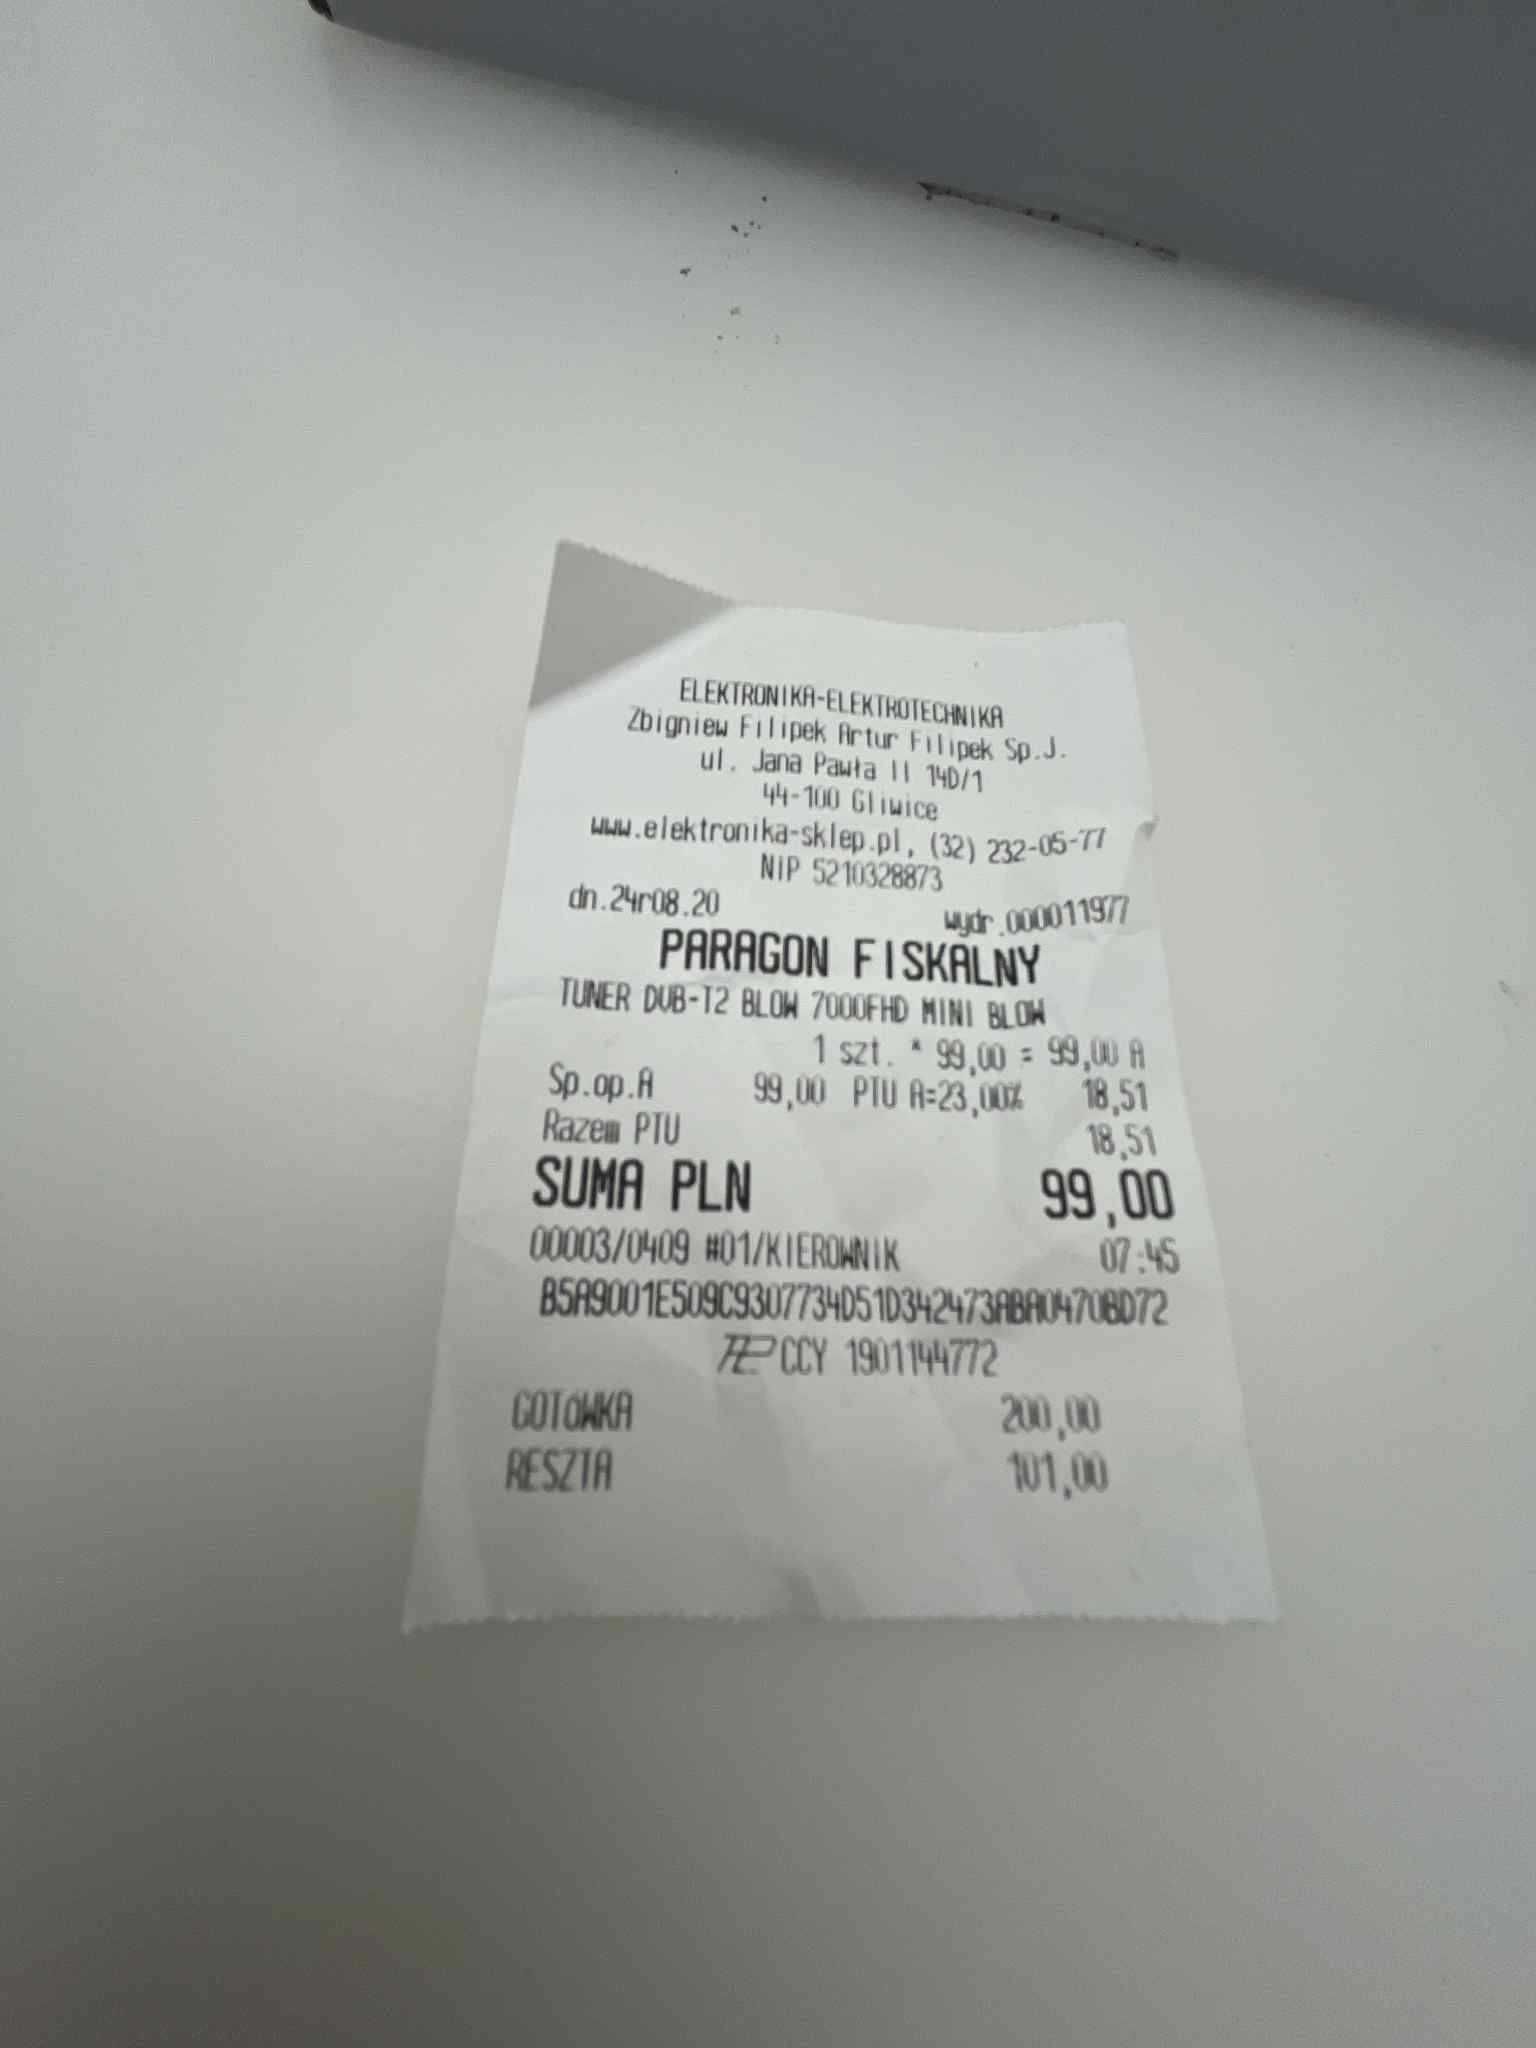 ELEKTRONIKA-ELEKTROTECHNIKA
Zbigniew Filipek Artur Filipek Sp.J.
ul. Jana Pawła II 14D/1
44-100 Gliwice
www.elektronika-sklep.pl, (32) 232-05-77
NIP 5210328873
dn.24r08.20 wydr.000011977
PARAGON FISKALNY
TUNER DVB-T2 BLOW 7000FHD MINI BLOW
1 szt. * 99,00 = 99,00 A
Sp.op.A 99,00 PTU A=23,00% 18,51
Razem PTU 18,51
SUMA PLN 99,00
00003/0409 #01/KIEROWNIK 07:45
B5A9001E509C9307734D51D342473ABA0470BD72
CCY 1901144772
GOTÓWKA 200,00
RESZTA 101,00